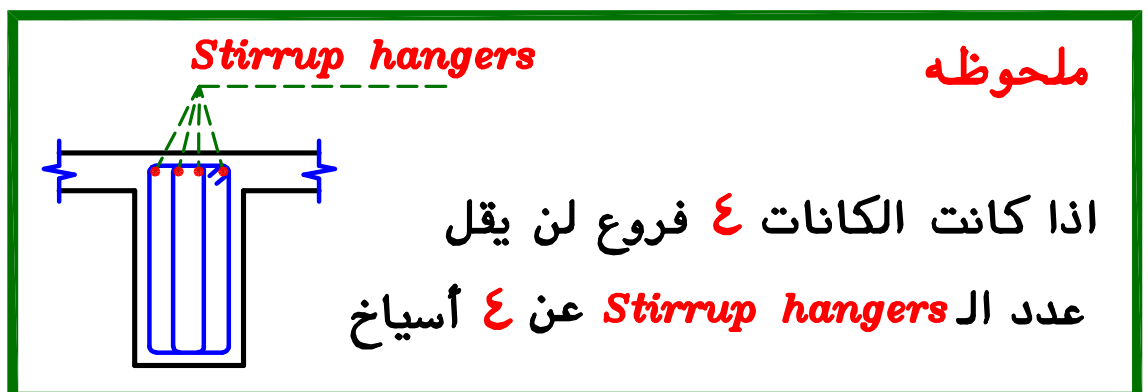 Stirrup hangers
ملحوظه
اذا كانت الكانات ٤ فروع لن يقل
عدد الـ Stirrup hangers عن ٤ أسياخ